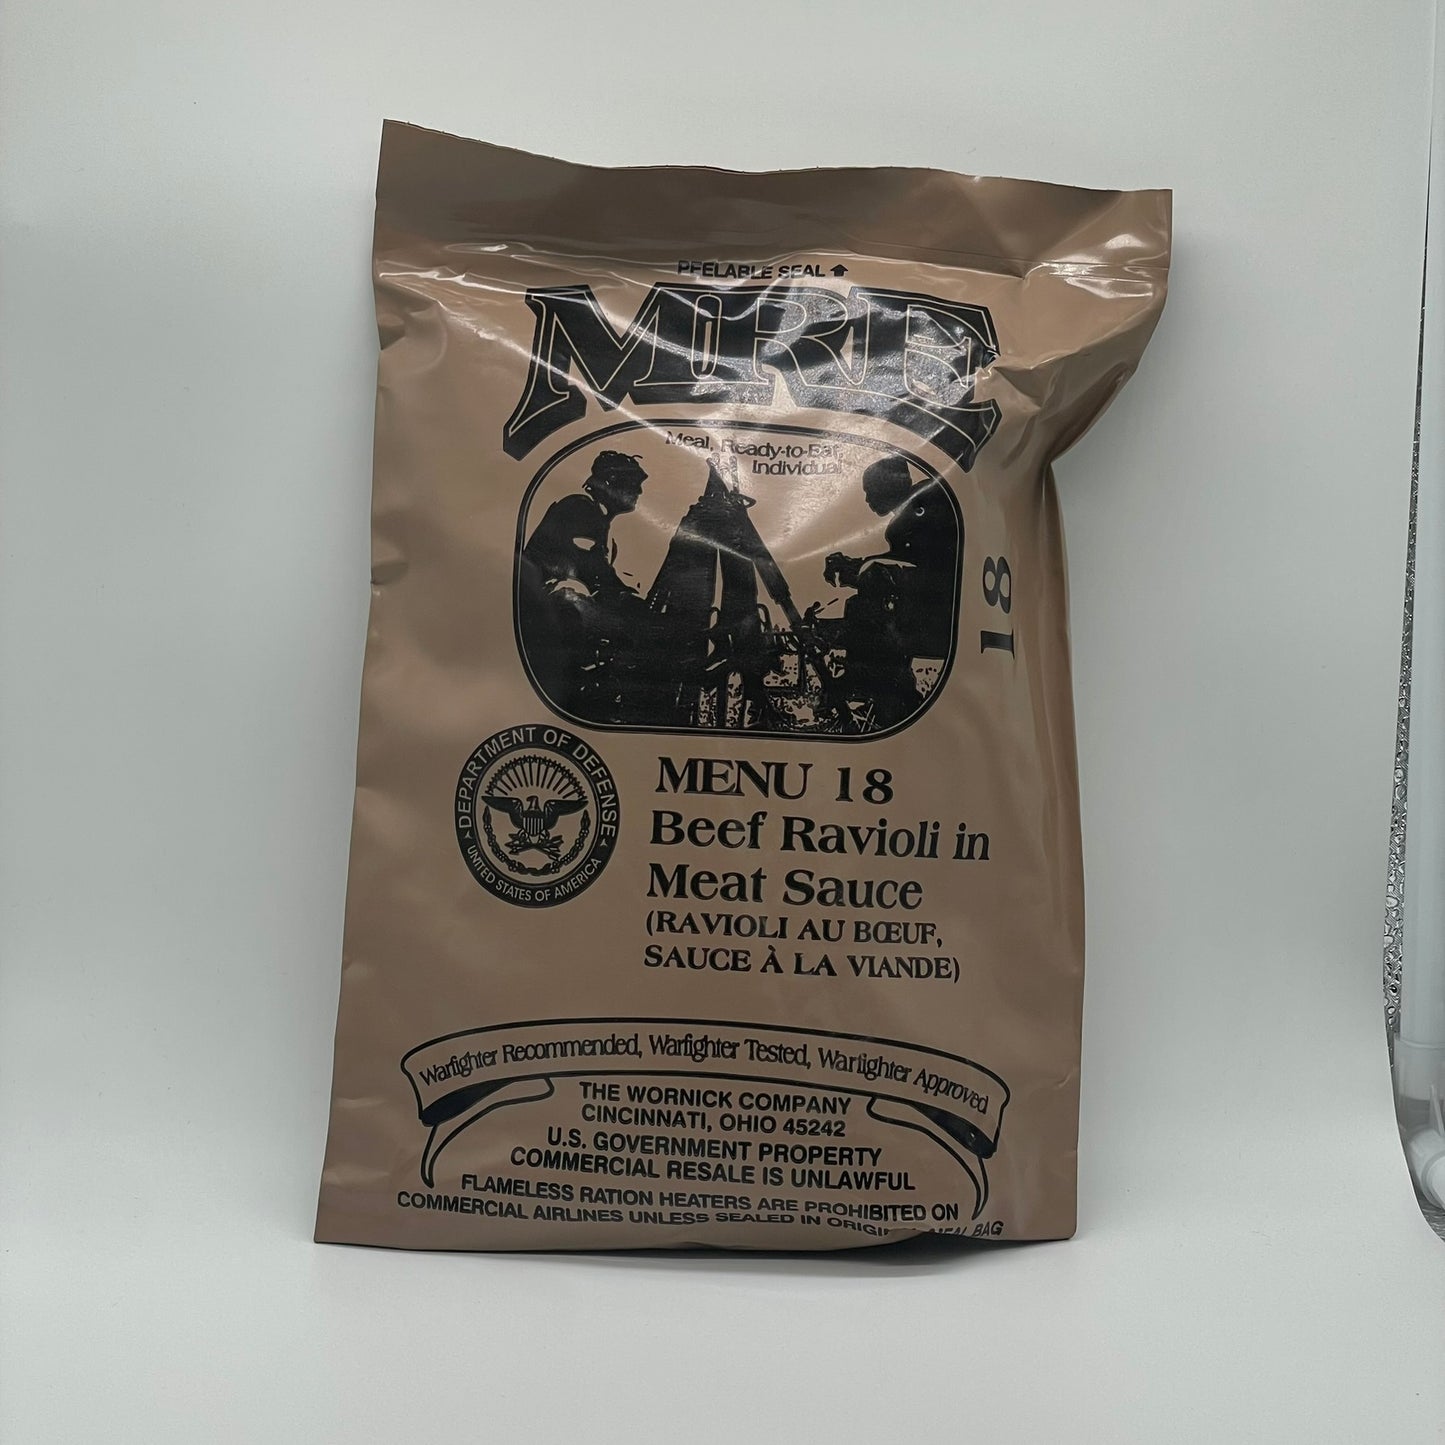 PEELABLE SEAL
MRE
Meal, Ready-to-Eat,
Individual
18
DEPARTMENT OF DEFENSE
UNITED STATES OF AMERICA
MENU 18
Beef Ravioli in
Meat Sauce
(RAVIOLI AU BŒUF,
SAUCE À LA VIANDE)
Warfighter Recommended, Warfighter Tested, Warfighter Approved
THE WORNICK COMPANY
CINCINNATI, OHIO 45242
U.S. GOVERNMENT PROPERTY
COMMERCIAL RESALE IS UNLAWFUL
FLAMELESS RATION HEATERS ARE PROHIBITED ON
COMMERCIAL AIRLINES UNLESS SEALED IN ORIGINAL MEAL BAG